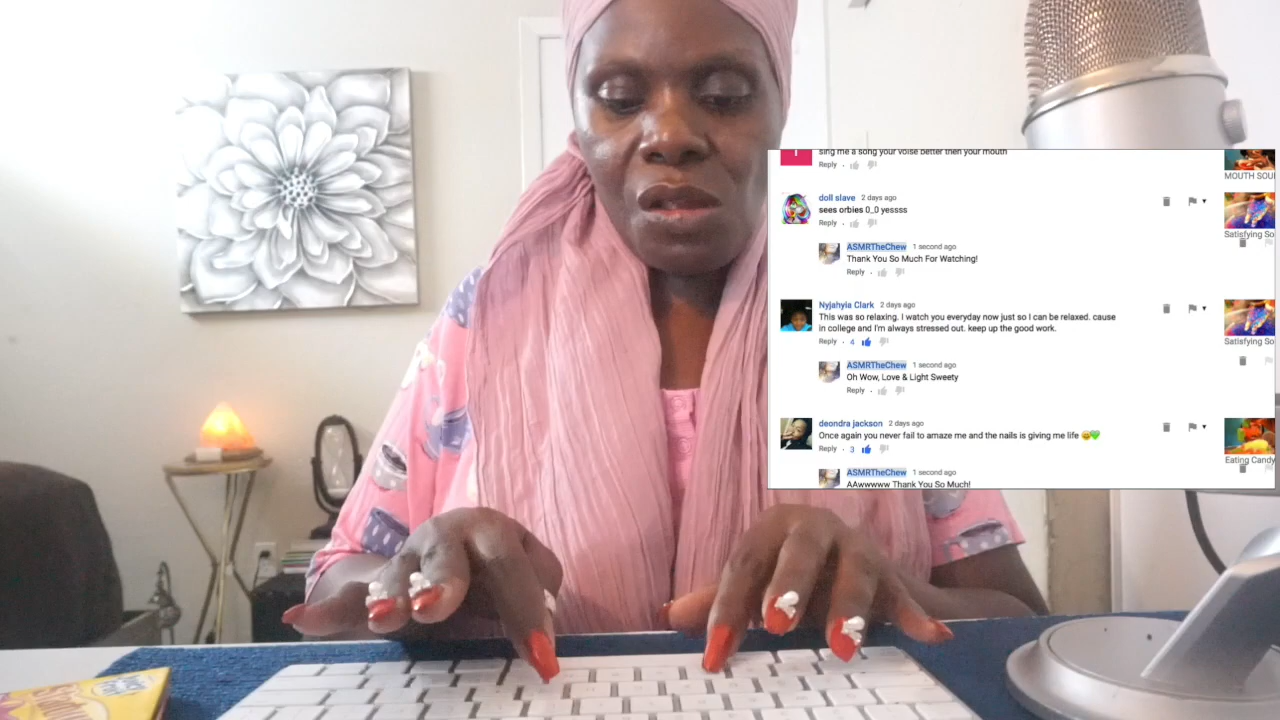 sing me a song your voise better then your mouth
Reply
MOUTH SOU
doll slave 2 days ago
sees orbies 0_0 yessss
Reply
Satisfying So
ASMRTheChew 1 second ago
Thank You So Much For Watching!
Reply
Nyjahyia Clark 2 days ago
This was so relaxing. I watch you everyday now just so I can be relaxed. cause
in college and I'm always stressed out. keep up the good work.
Reply 4
Satisfying So
ASMRTheChew 1 second ago
Oh Wow, Love & Light Sweety
Reply
deondra jackson 2 days ago
Once again you never fail to amaze me and the nails is giving me life 😄💚
Reply 3
Eating Candy
ASMRTheChew 1 second ago
AAwwwww Thank You So Much!